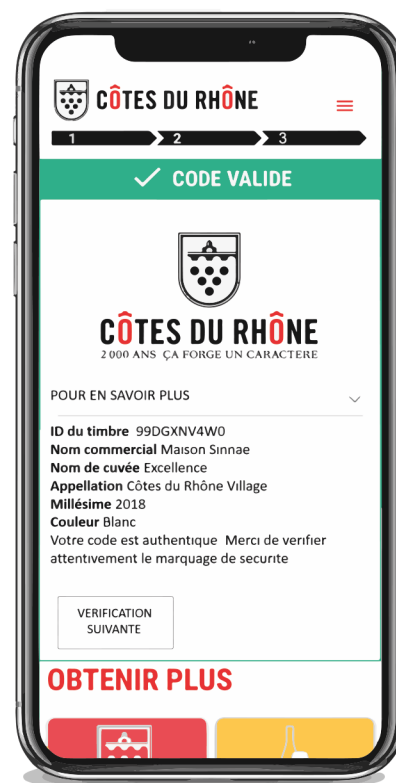 CÔTES DU RHÔNE
1 2 3
CODE VALIDE
CÔTES DU RHÔNE
2000 ANS ÇA FORGE UN CARACTERE
POUR EN SAVOIR PLUS
ID du timbre 99DGXNV4W0
Nom commercial Maison Sinnae
Nom de cuvée Excellence
Appellation Côtes du Rhône Village
Millésime 2018
Couleur Blanc
Votre code est authentique Merci de verifier
attentivement le marquage de securite
VERIFICATION
SUIVANTE
OBTENIR PLUS